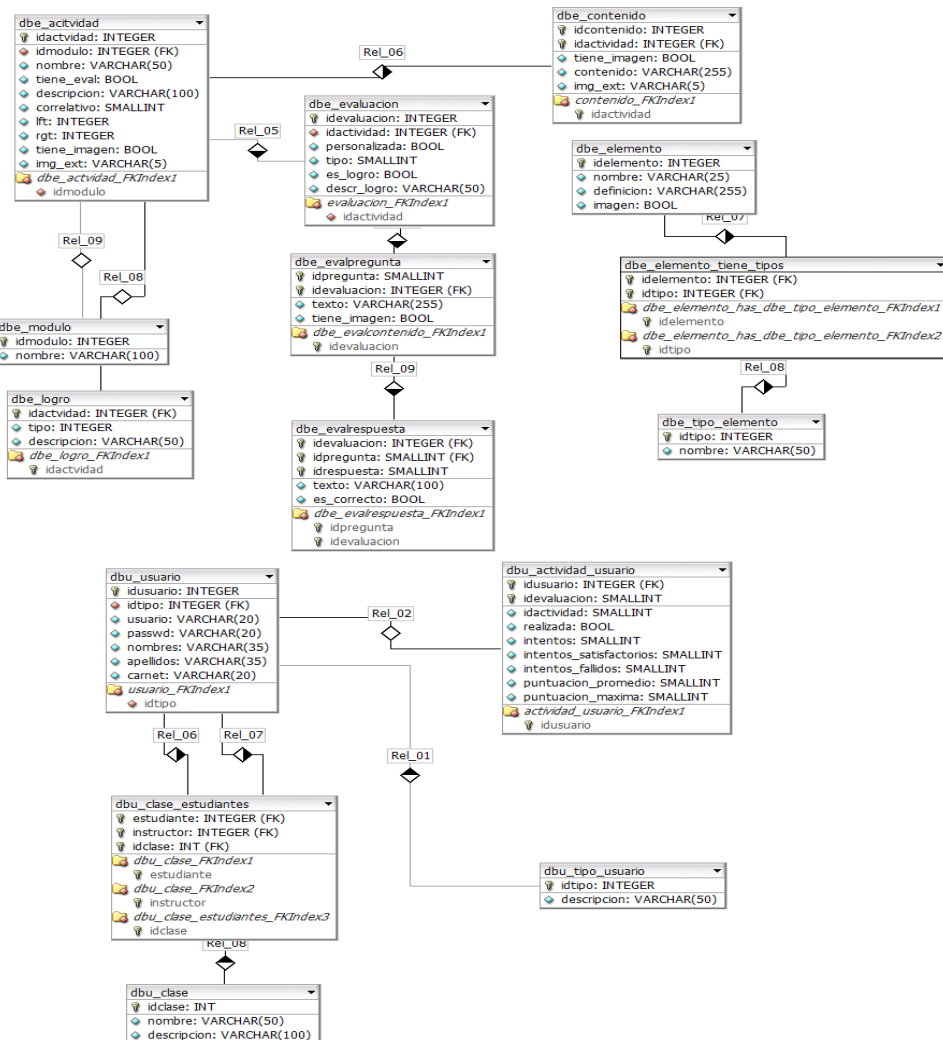 dbe_acitvidad
idactvidad: INTEGER
idmodulo: INTEGER (FK)
nombre: VARCHAR(50)
tiene_eval: BOOL
descripcion: VARCHAR(100)
correlativo: SMALLINT
lft: INTEGER
rgt: INTEGER
tiene_imagen: BOOL
img_ext: VARCHAR(5)
dbe_actvidad_FKIndex1
idmodulo
Rel_06
dbe_contenido
idcontenido: INTEGER
idactividad: INTEGER (FK)
tiene_imagen: BOOL
contenido: VARCHAR(255)
img_ext: VARCHAR(5)
contenido_FKIndex1
idactividad
Rel_05
dbe_evaluacion
idevaluacion: INTEGER
idactividad: INTEGER (FK)
personalizada: BOOL
tipo: SMALLINT
es_logro: BOOL
descr_logro: VARCHAR(50)
evaluacion_FKIndex1
idactividad
dbe_elemento
idelemento: INTEGER
nombre: VARCHAR(25)
definicion: VARCHAR(255)
imagen: BOOL
Rel_07
Rel_09
Rel_08
dbe_evalpregunta
idpregunta: SMALLINT
idevaluacion: INTEGER (FK)
texto: VARCHAR(255)
tiene_imagen: BOOL
dbe_evalcontenido_FKIndex1
idevaluacion
dbe_elemento_tiene_tipos
idelemento: INTEGER (FK)
idtipo: INTEGER (FK)
dbe_elemento_has_dbe_tipo_elemento_FKIndex1
idelemento
dbe_elemento_has_dbe_tipo_elemento_FKIndex2
idtipo
dbe_modulo
idmodulo: INTEGER
nombre: VARCHAR(100)
Rel_09
Rel_08
dbe_logro
idactvidad: INTEGER (FK)
tipo: INTEGER
descripcion: VARCHAR(50)
dbe_logro_FKIndex1
idactvidad
dbe_evalrespuesta
idevaluacion: INTEGER (FK)
idpregunta: SMALLINT (FK)
idrespuesta: SMALLINT
texto: VARCHAR(100)
es_correcto: BOOL
dbe_evalrespuesta_FKIndex1
idpregunta
idevaluacion
dbe_tipo_elemento
idtipo: INTEGER
nombre: VARCHAR(50)
dbu_usuario
idusuario: INTEGER
idtipo: INTEGER (FK)
usuario: VARCHAR(20)
passwd: VARCHAR(20)
nombres: VARCHAR(35)
apellidos: VARCHAR(35)
carnet: VARCHAR(20)
usuario_FKIndex1
idtipo
Rel_02
dbu_actividad_usuario
idusuario: INTEGER (FK)
idevaluacion: SMALLINT
idactividad: SMALLINT
realizada: BOOL
intentos: SMALLINT
intentos_satisfactorios: SMALLINT
intentos_fallidos: SMALLINT
puntuacion_promedio: SMALLINT
puntuacion_maxima: SMALLINT
actividad_usuario_FKIndex1
idusuario
Rel_06
Rel_07
Rel_01
dbu_clase_estudiantes
estudiante: INTEGER (FK)
instructor: INTEGER (FK)
idclase: INT (FK)
dbu_clase_FKIndex1
estudiante
dbu_clase_FKIndex2
instructor
dbu_clase_estudiantes_FKIndex3
idclase
dbu_tipo_usuario
idtipo: INTEGER
descripcion: VARCHAR(50)
Rel_08
dbu_clase
idclase: INT
nombre: VARCHAR(50)
descripcion: VARCHAR(100)